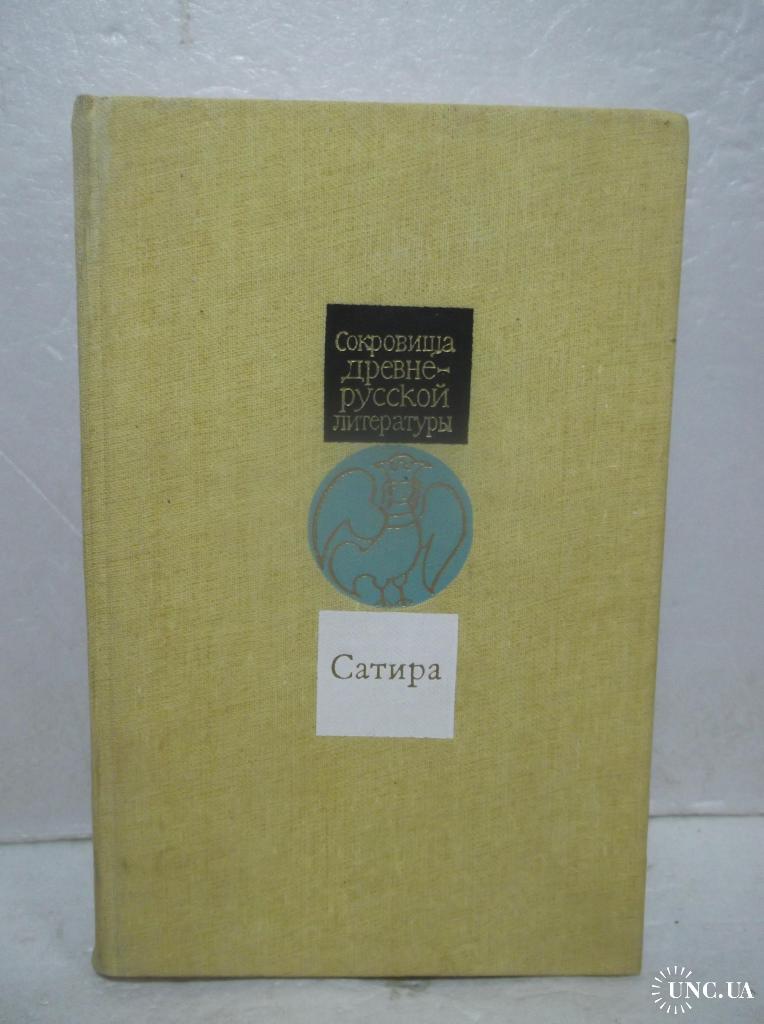 Сокровища
древне-
русской
литературы
Сатира
UNC.UA